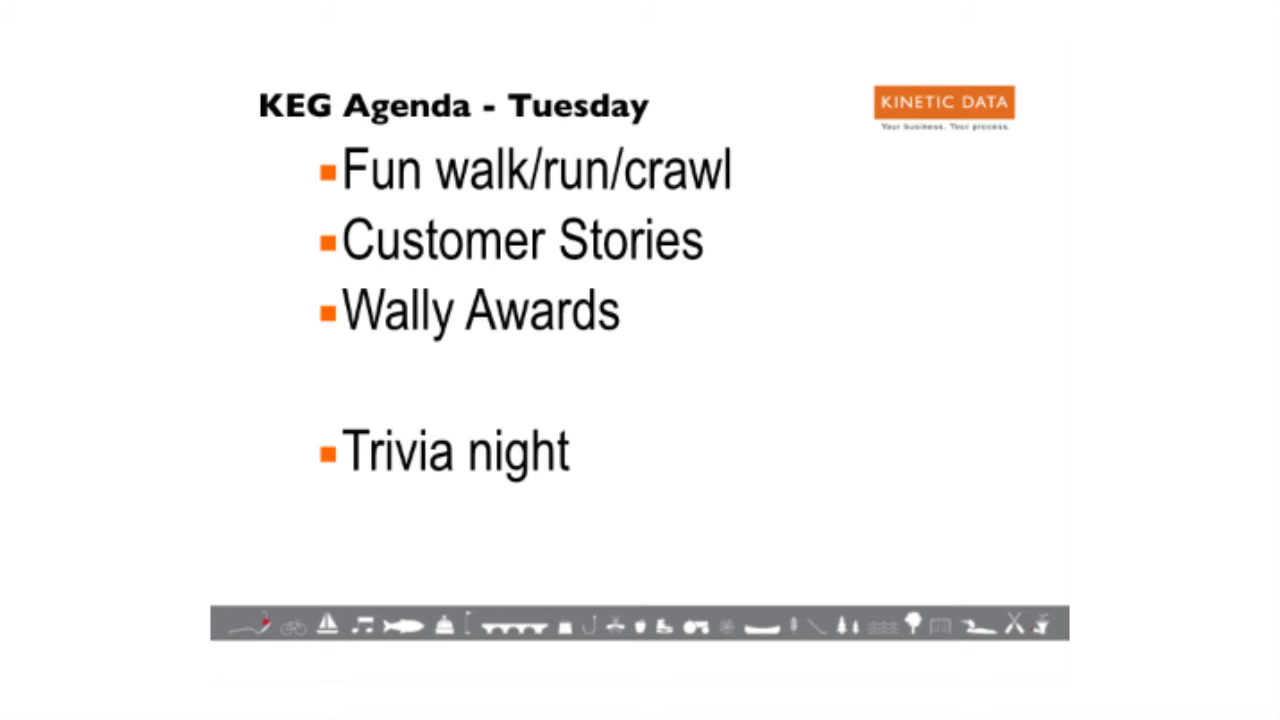 KEG Agenda - Tuesday
KINETIC DATA
Your business. Your process.
Fun walk/run/crawl
Customer Stories
Wally Awards
Trivia night